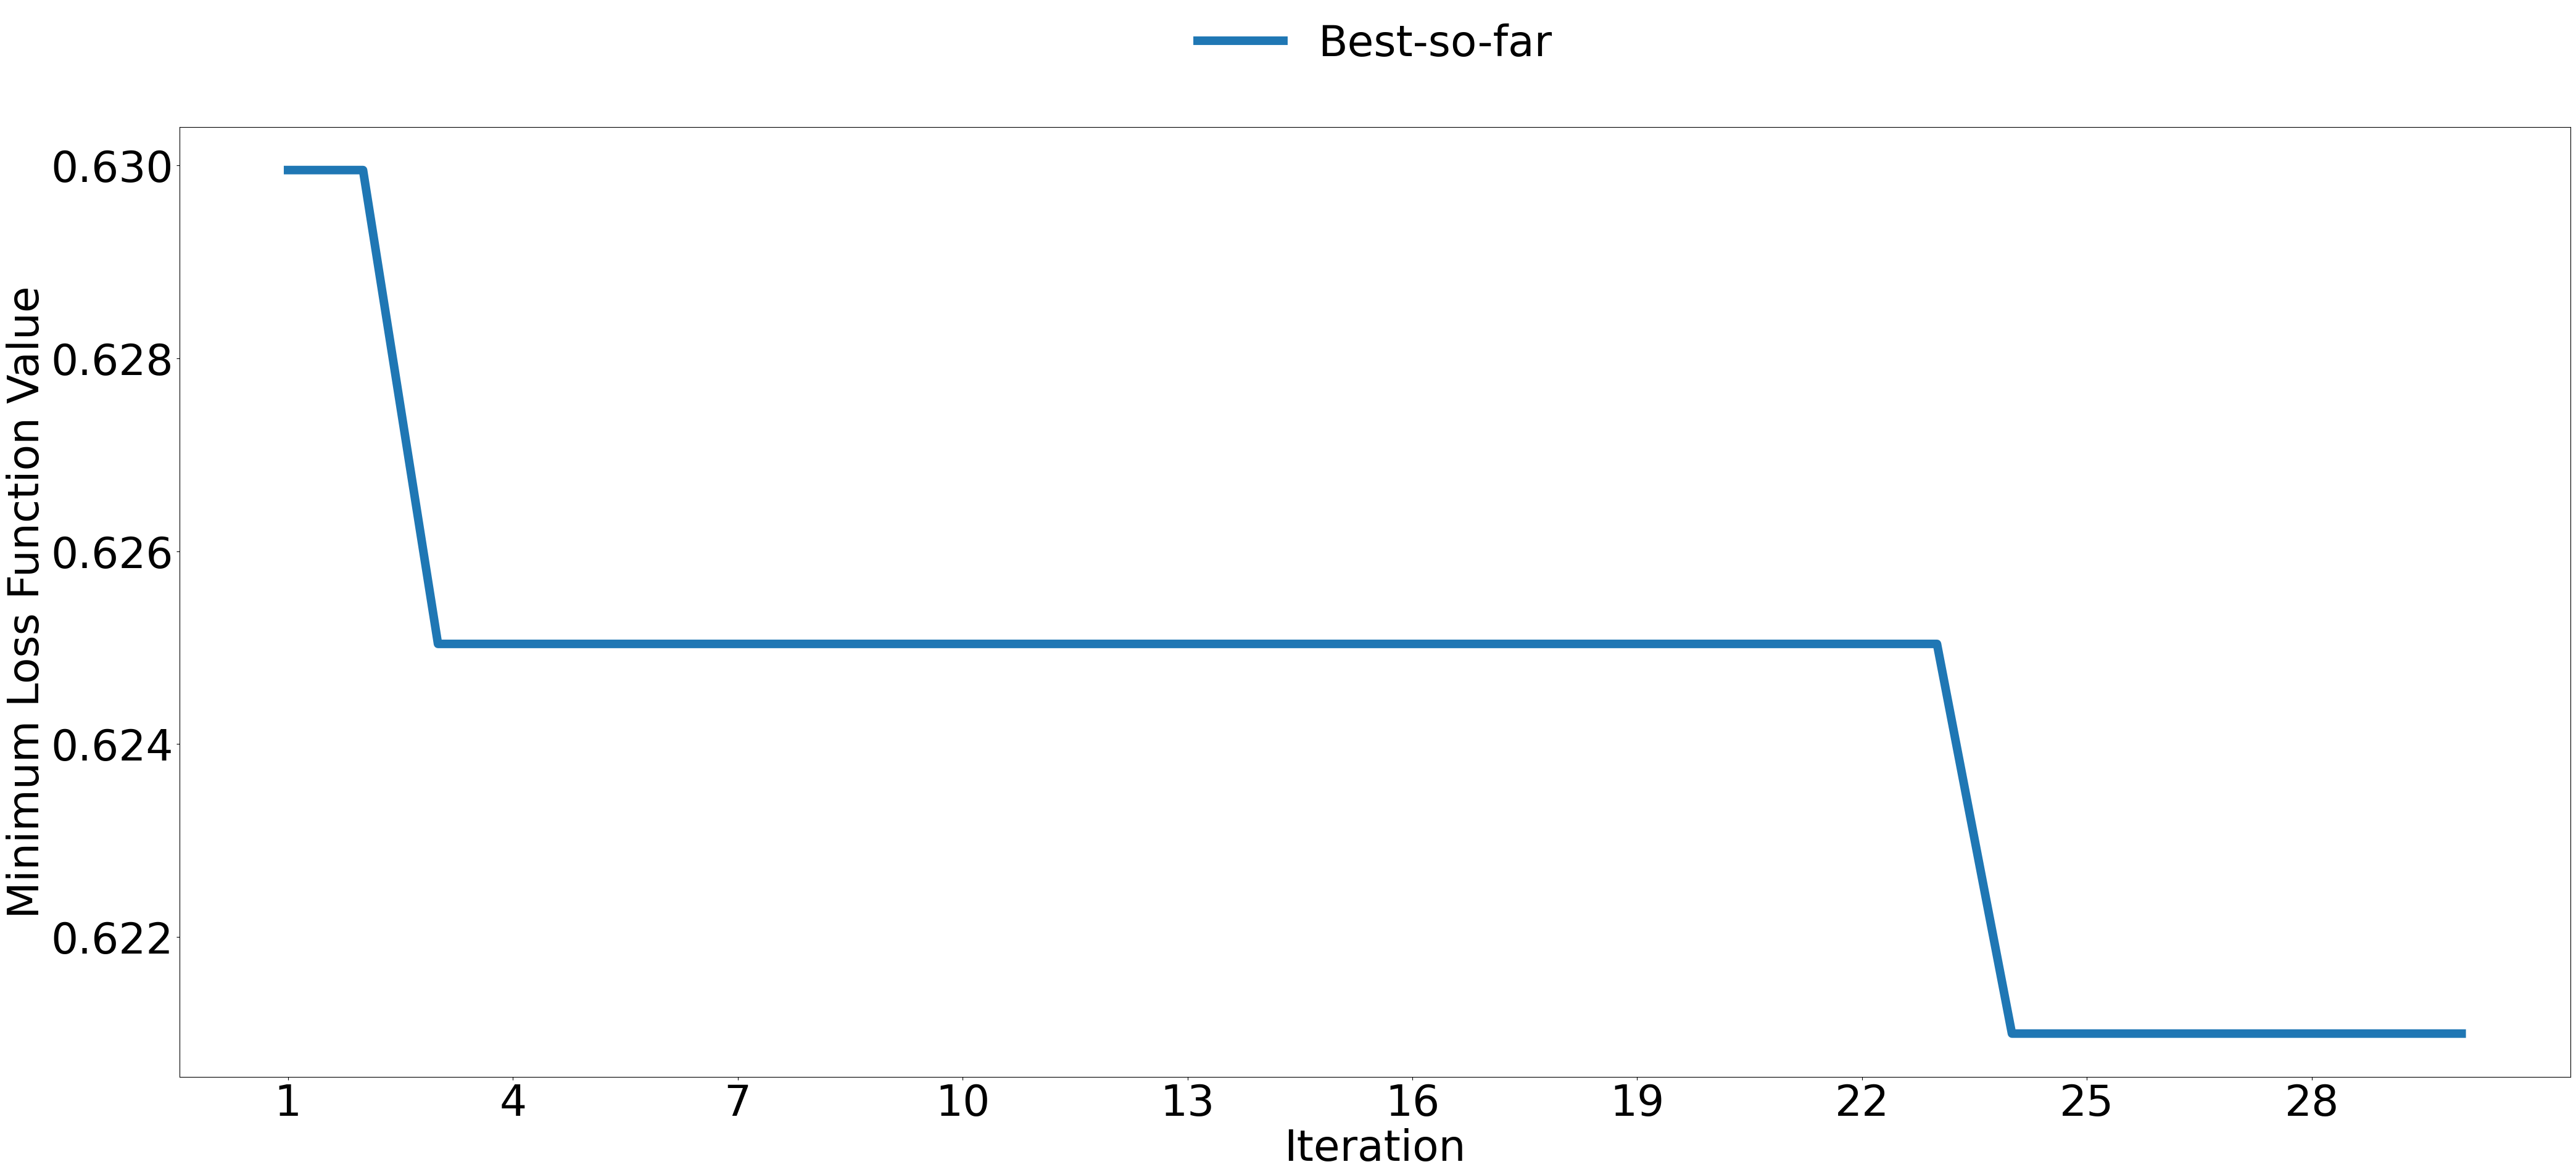 Best-so-far
Minimum Loss Function Value
0.630
0.628
0.626
0.624
0.622
1 4 7 10 13 16 19 22 25 28
Iteration